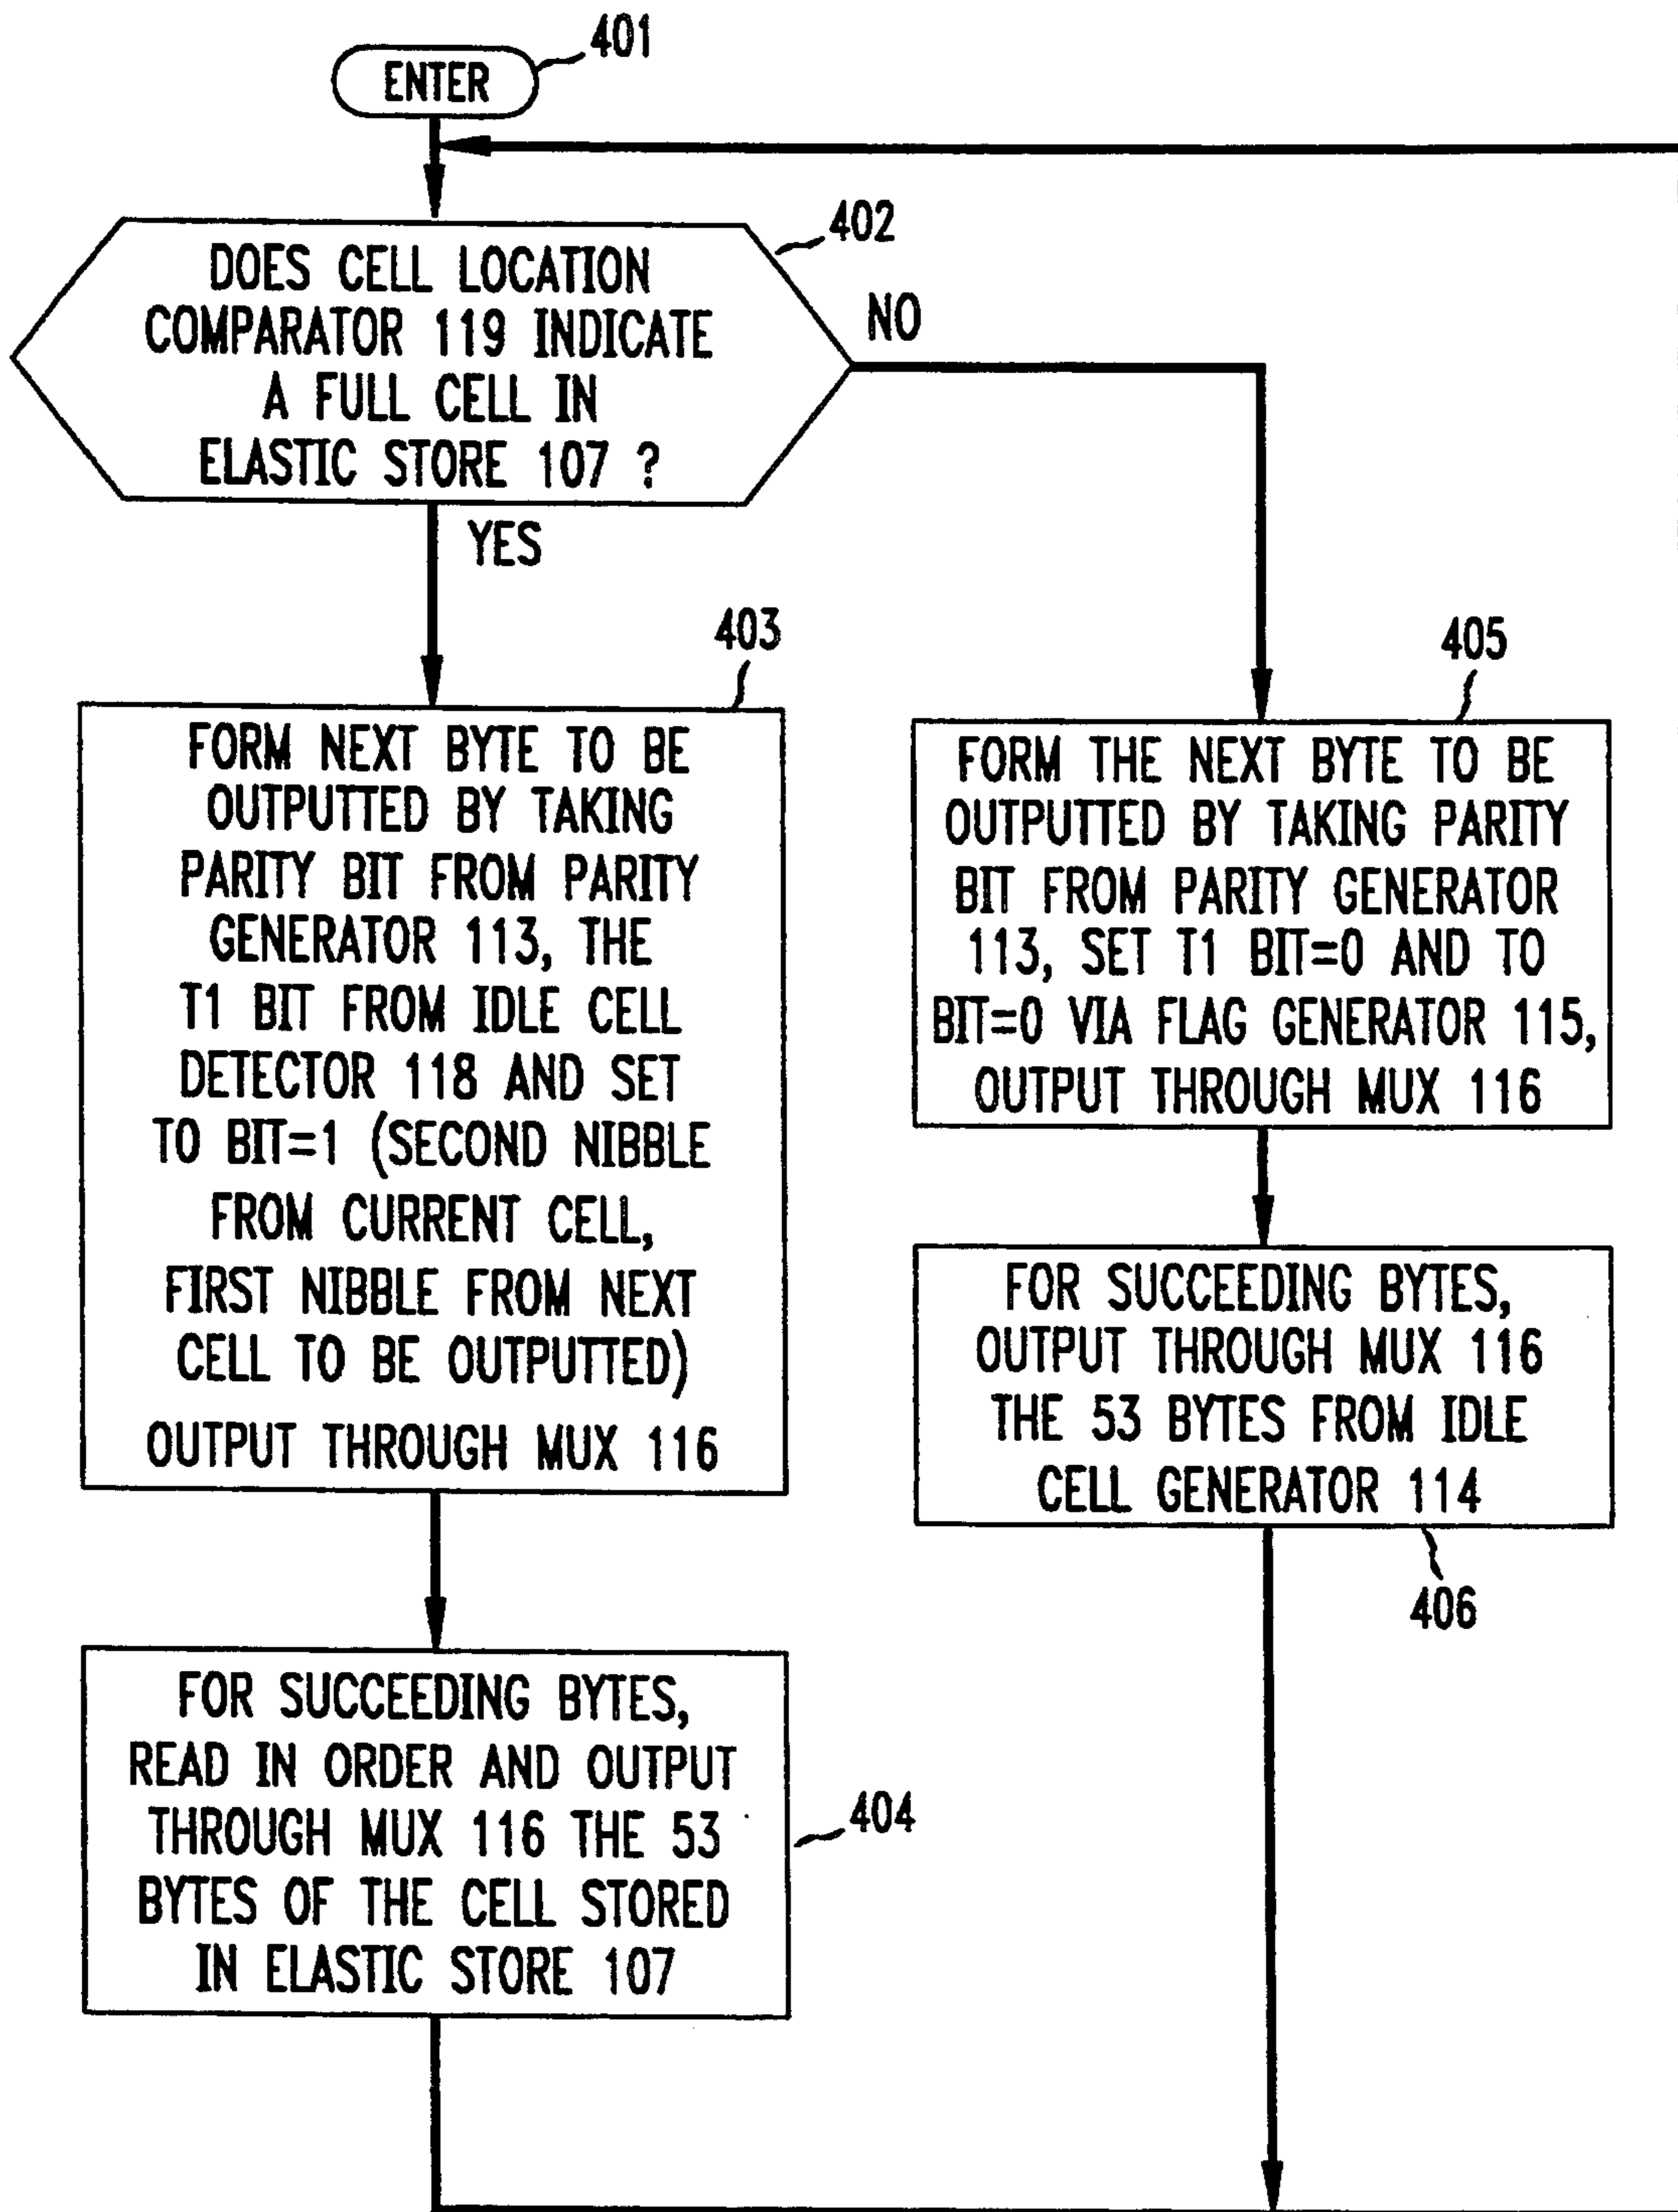 401
ENTER
402
DOES CELL LOCATION
COMPARATOR 119 INDICATE
A FULL CELL IN
ELASTIC STORE 107 ?
NO
YES
403
FORM NEXT BYTE TO BE
OUTPUTTED BY TAKING
PARITY BIT FROM PARITY
GENERATOR 113, THE
T1 BIT FROM IDLE CELL
DETECTOR 118 AND SET
TO BIT=1 (SECOND NIBBLE
FROM CURRENT CELL,
FIRST NIBBLE FROM NEXT
CELL TO BE OUTPUTTED)
OUTPUT THROUGH MUX 116
405
FORM THE NEXT BYTE TO BE
OUTPUTTED BY TAKING PARITY
BIT FROM PARITY GENERATOR
113, SET T1 BIT=0 AND TO
BIT=0 VIA FLAG GENERATOR 115,
OUTPUT THROUGH MUX 116
FOR SUCCEEDING BYTES,
OUTPUT THROUGH MUX 116
THE 53 BYTES FROM IDLE
CELL GENERATOR 114
406
FOR SUCCEEDING BYTES,
READ IN ORDER AND OUTPUT
THROUGH MUX 116 THE 53
BYTES OF THE CELL STORED
IN ELASTIC STORE 107
404